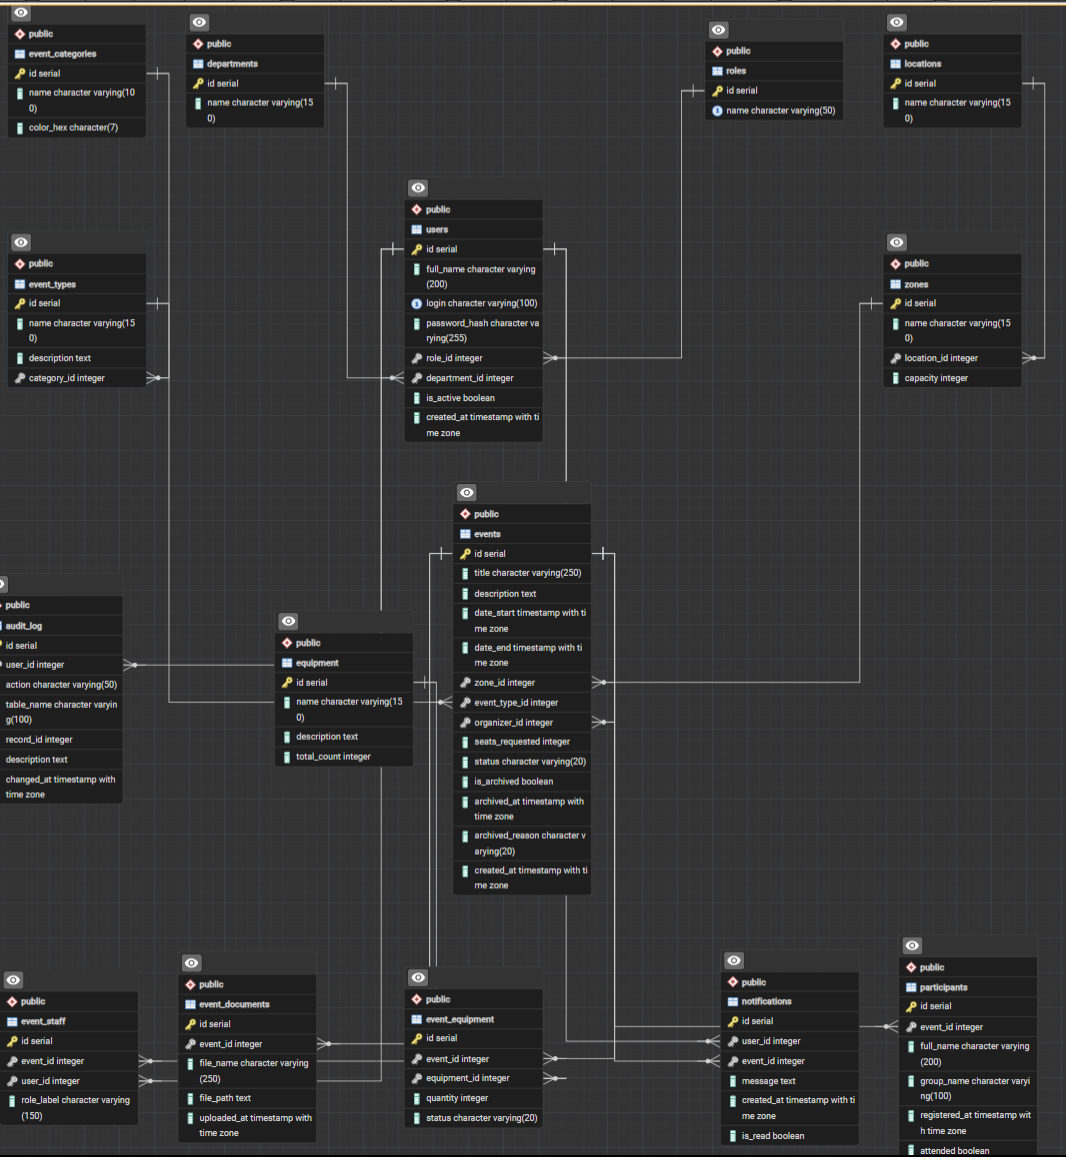 public
event_categories
id serial
name character varying(10
0)
color_hex character(7)
public
departments
id serial
name character varying(15
0)
public
roles
id serial
name character varying(50)
public
locations
id serial
name character varying(15
0)
public
users
id serial
full_name character varying
(200)
login character varying(100)
password_hash character va
rying(255)
role_id integer
department_id integer
is_active boolean
created_at timestamp with ti
me zone
public
event_types
id serial
name character varying(15
0)
description text
category_id integer
public
zones
id serial
name character varying(15
0)
location_id integer
capacity integer
public
events
id serial
title character varying(250)
description text
date_start timestamp with ti
me zone
date_end timestamp with ti
me zone
zone_id integer
event_type_id integer
organizer_id integer
seats_requested integer
status character varying(20)
is_archived boolean
archived_at timestamp with
time zone
archived_reason character v
arying(20)
created_at timestamp with ti
me zone
public
audit_log
id serial
user_id integer
action character varying(50)
table_name character varyin
g(100)
record_id integer
description text
changed_at timestamp with
time zone
public
equipment
id serial
name character varying(15
0)
description text
total_count integer
public
event_staff
id serial
event_id integer
user_id integer
role_label character varying
(150)
public
event_documents
id serial
event_id integer
file_name character varying
(250)
file_path text
uploaded_at timestamp with
time zone
public
event_equipment
id serial
event_id integer
equipment_id integer
quantity integer
status character varying(20)
public
notifications
id serial
user_id integer
event_id integer
message text
created_at timestamp with ti
me zone
is_read boolean
public
participants
id serial
event_id integer
full_name character varying
(200)
group_name character varyi
ng(100)
registered_at timestamp wit
h time zone
attended boolean